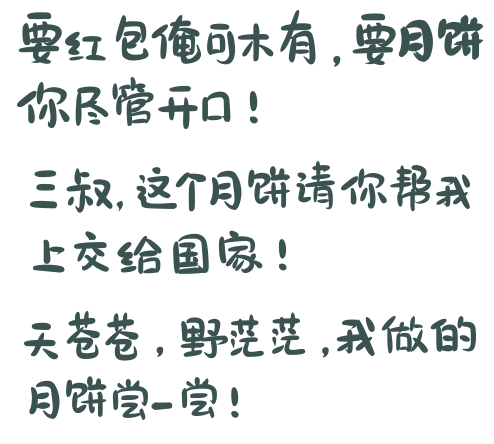 要红包俺可木有,要月饼
你尽管开口!
三叔,这个月饼请你帮我
上交给国家!
天苍苍,野茫茫,我做的
月饼尝一尝!